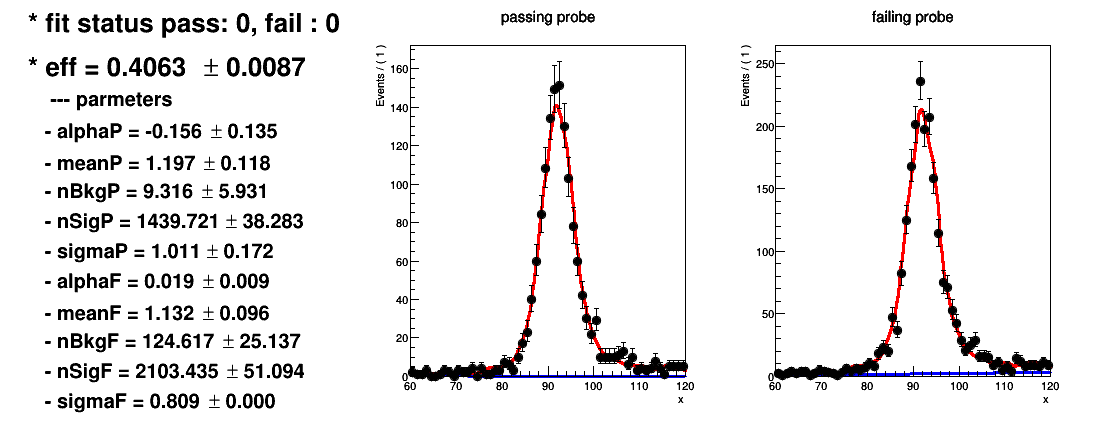 * fit status pass: 0, fail : 0
* eff = 0.4063 ± 0.0087
--- parmeters
- alphaP = -0.156 ± 0.135
- meanP = 1.197 ± 0.118
- nBkgP = 9.316 ± 5.931
- nSigP = 1439.721 ± 38.283
- sigmaP = 1.011 ± 0.172
- alphaF = 0.019 ± 0.009
- meanF = 1.132 ± 0.096
- nBkgF = 124.617 ± 25.137
- nSigF = 2103.435 ± 51.094
- sigmaF = 0.809 ± 0.000
passing probe
Events / ( 1 )
160
140
120
100
80
60
40
20
0
60 70 80 90 100 110 120
x
failing probe
Events / ( 1 )
250
200
150
100
50
0
60 70 80 90 100 110 120
x